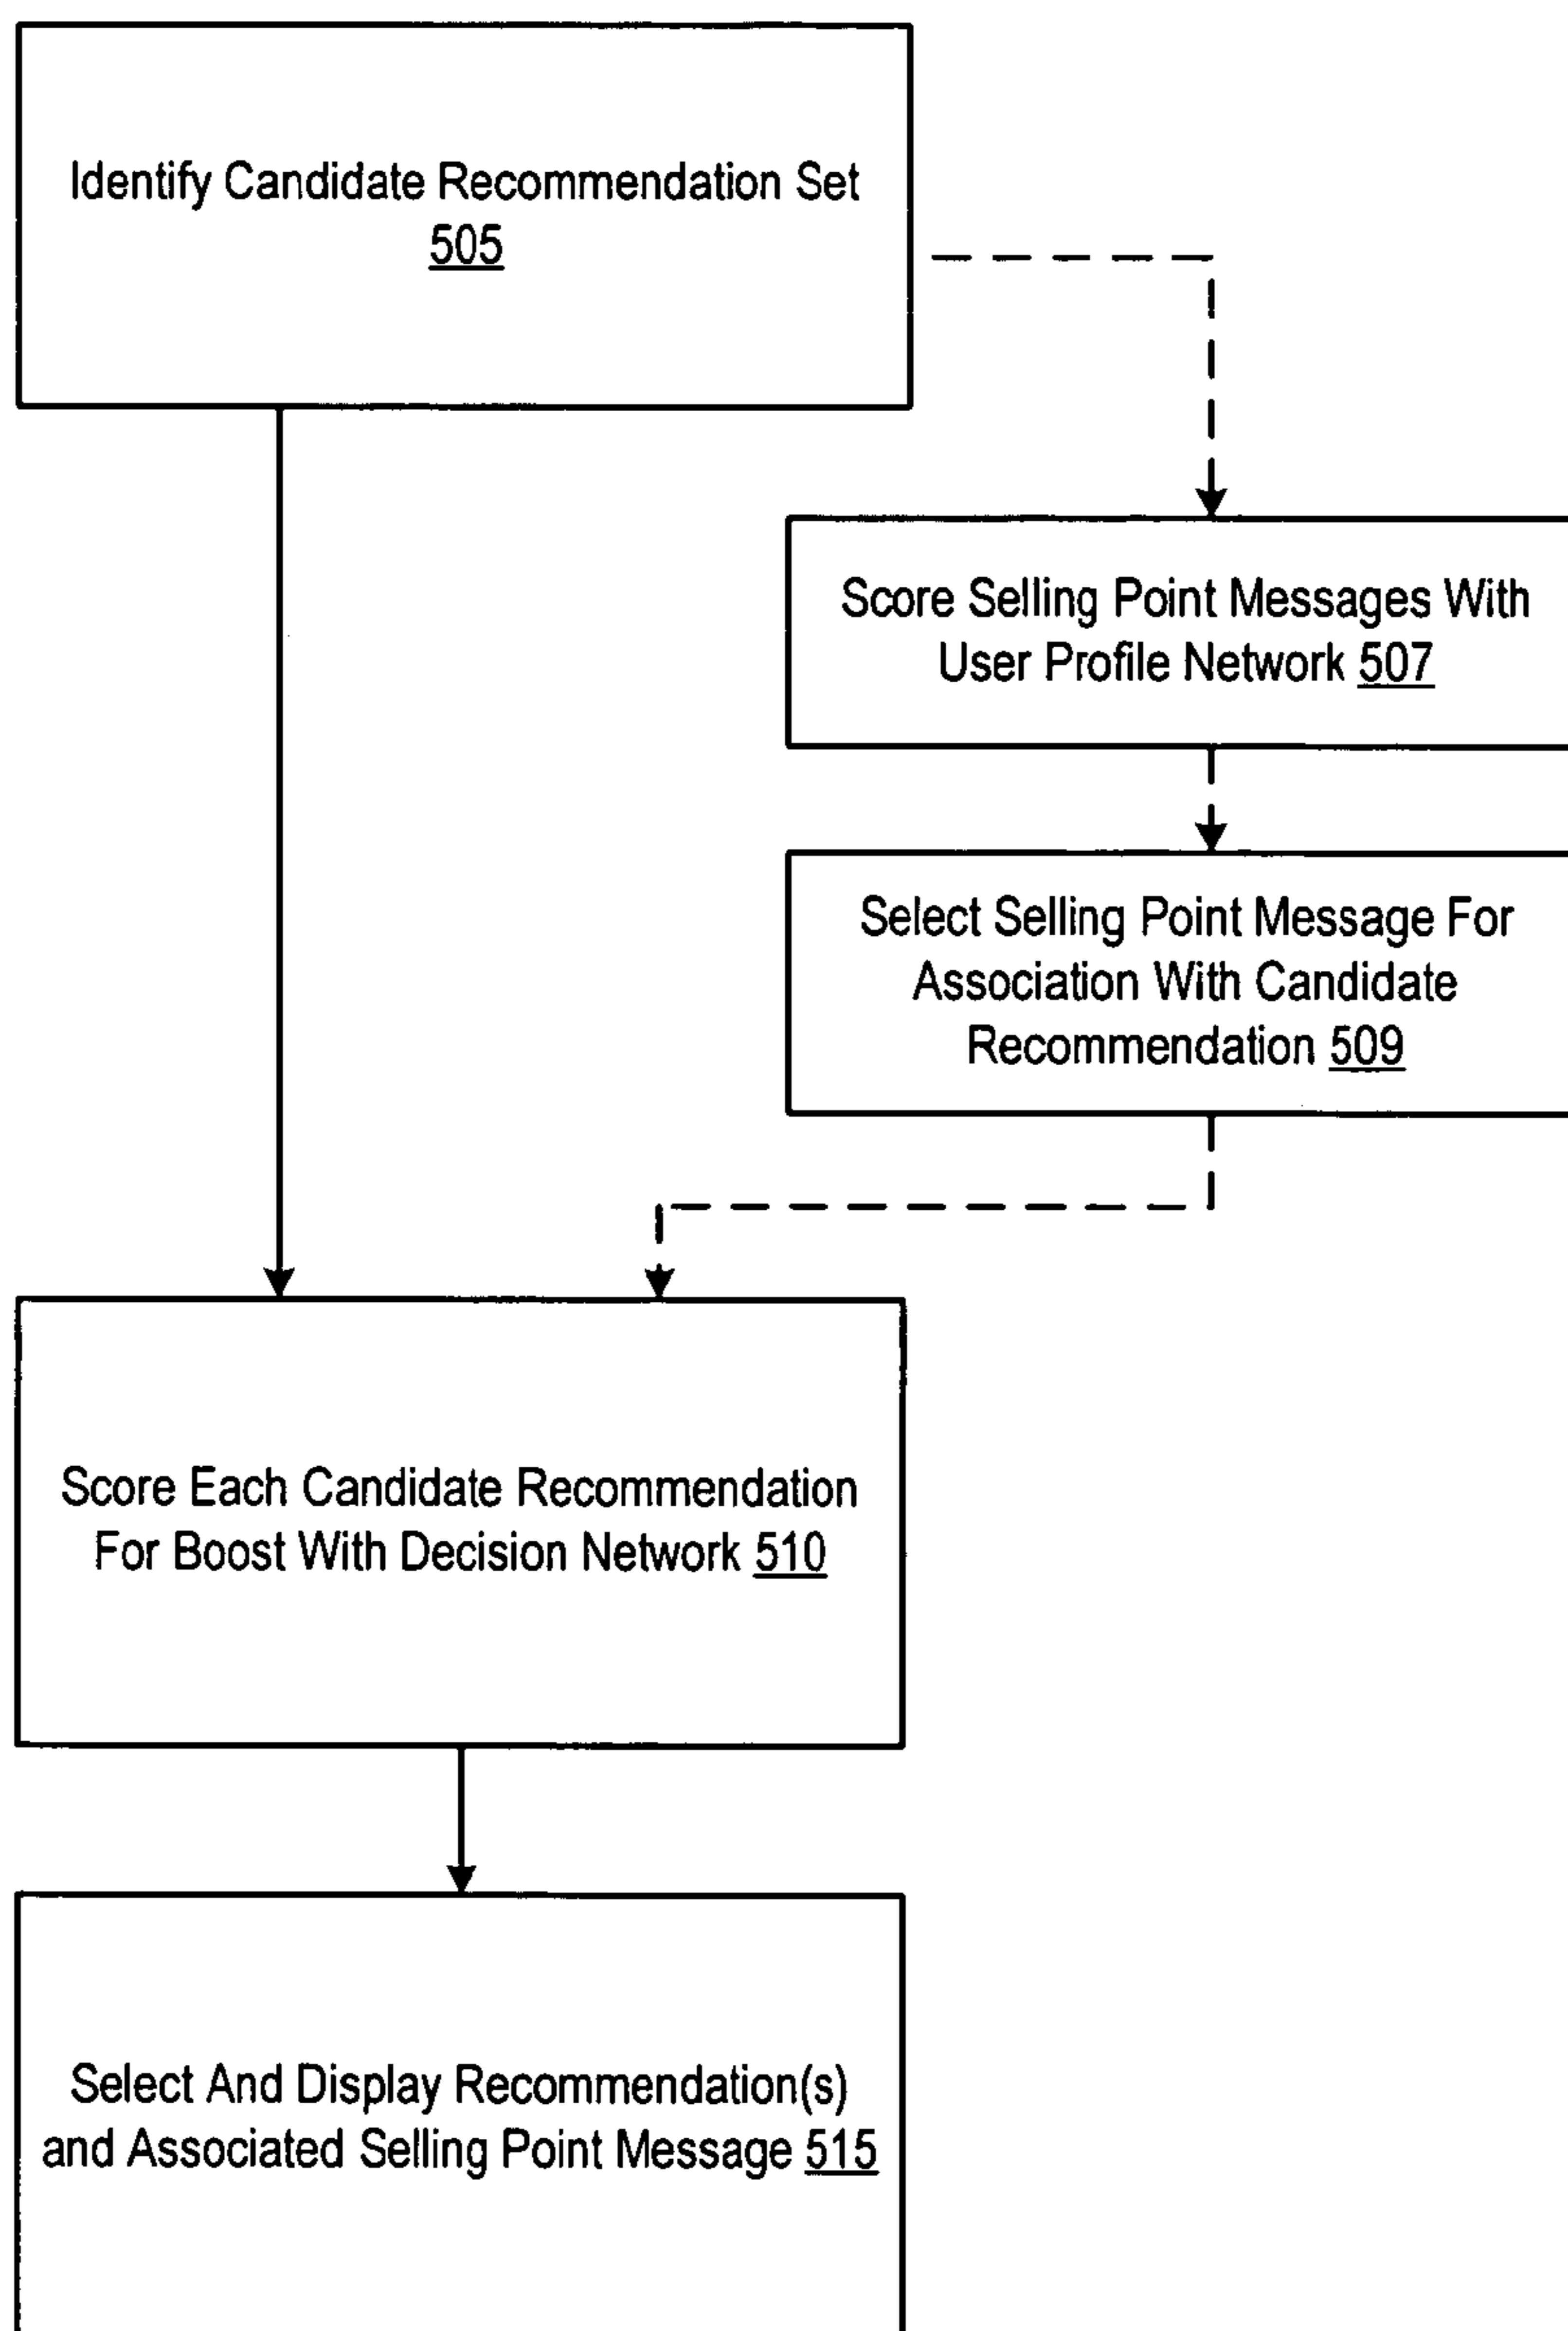 Identify Candidate Recommendation Set
505
Score Selling Point Messages With
User Profile Network 507
Select Selling Point Message For
Association With Candidate
Recommendation 509
Score Each Candidate Recommendation
For Boost With Decision Network 510
Select And Display Recommendation(s)
and Associated Selling Point Message 515